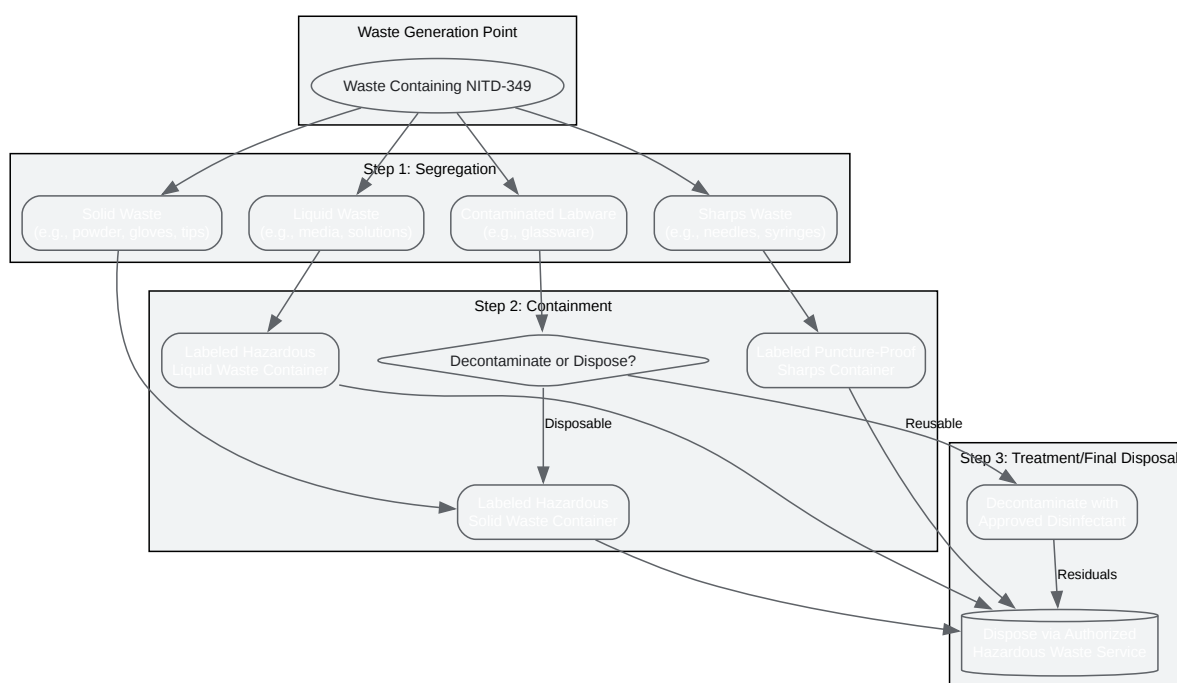 Waste Generation Point
Waste Containing NITD-349
Step 1: Segregation
Solid Waste
(e.g., powder, gloves, tips)
Liquid Waste
(e.g., media, solutions)
Contaminated Labware
(e.g., glassware)
Sharps Waste
(e.g., needles, syringes)
Step 2: Containment
Labeled Hazardous
Liquid Waste Container
Decontaminate or Dispose?
Labeled Puncture-Proof
Sharps Container
Disposable
Reusable
Labeled Hazardous
Solid Waste Container
Step 3: Treatment/Final Disposal
Decontaminate with
Approved Disinfectant
Residuals
Dispose via Authorized
Hazardous Waste Service